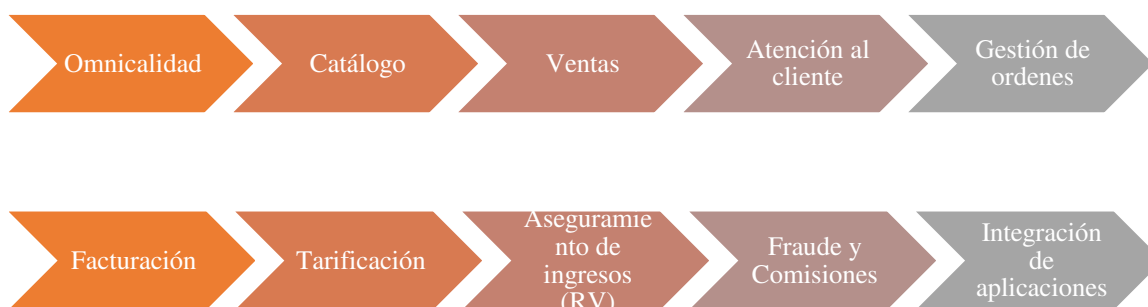 Omnicalidad
Catálogo
Ventas
Atención al
cliente
Gestión de
ordenes
Facturación
Tarificación
Aseguramie
nto de
ingresos
(RV)
Fraude y
Comisiones
Integración
de
aplicaciones